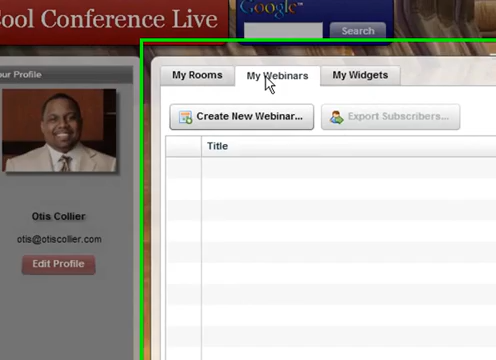 Cool Conference Live
Google™
Search
our Profile
My Rooms
My Webinars
My Widgets
Create New Webinar...
Export Subscribers...
Title
Otis Collier
otis@otiscollier.com
Edit Profile